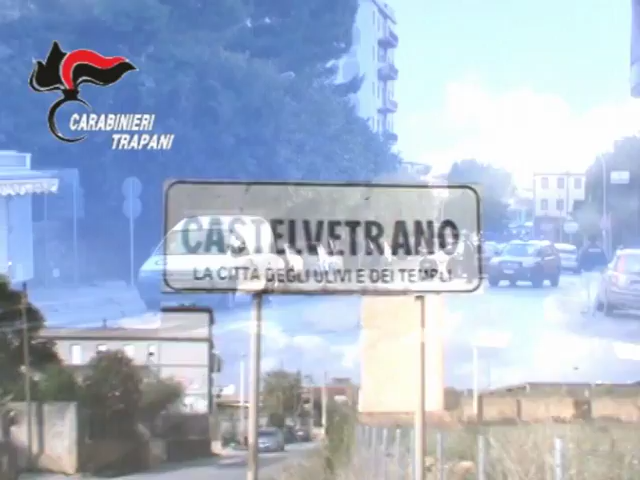 CARABINIERI
TRAPANI
CASTELVETRANO
LA CITTÀ DEGLI ULIVI E DEI TEMPLI